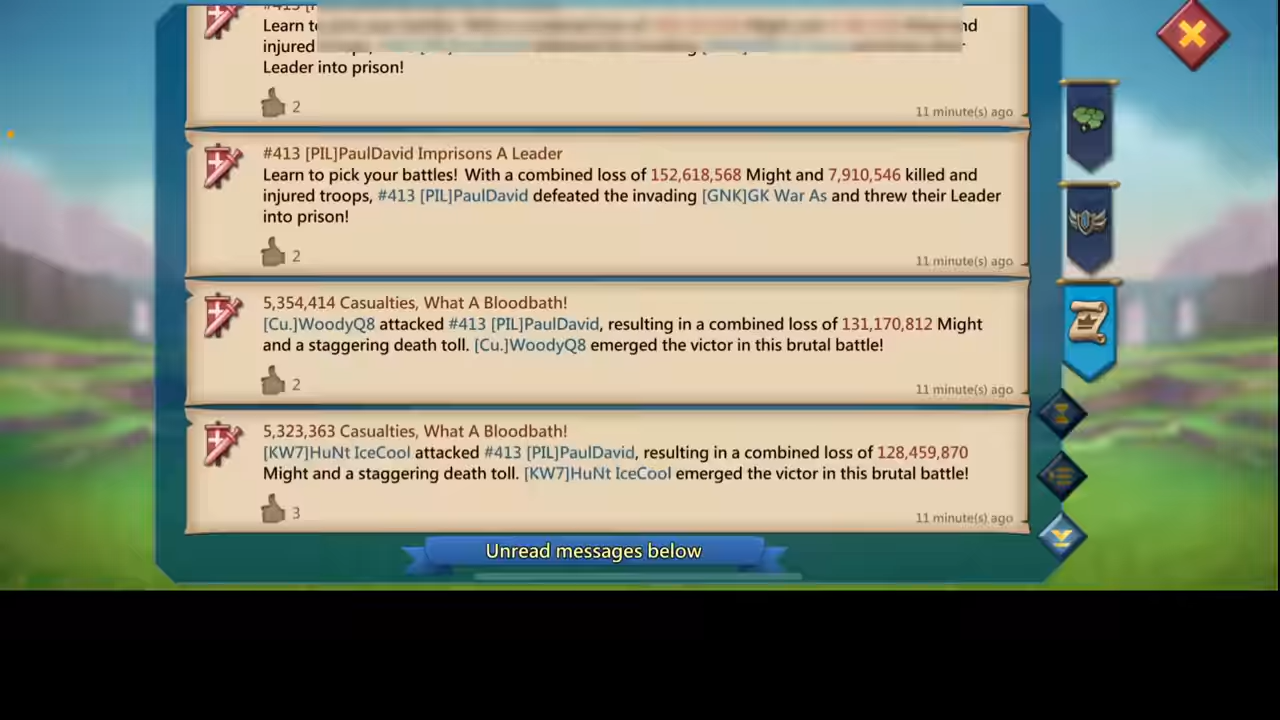 Learn to
injured
Leader into prison!
2
11 minute(s) ago
#413 [PIL]PaulDavid Imprisons A Leader
Learn to pick your battles! With a combined loss of 152,618,568 Might and 7,910,546 killed and
injured troops, #413 [PIL]PaulDavid defeated the invading [GNK]GK War As and threw their Leader
into prison!
2
11 minute(s) ago
5,354,414 Casualties, What A Bloodbath!
[Cu.]WoodyQ8 attacked #413 [PIL]PaulDavid, resulting in a combined loss of 131,170,812 Might
and a staggering death toll. [Cu.]WoodyQ8 emerged the victor in this brutal battle!
2
11 minute(s) ago
5,323,363 Casualties, What A Bloodbath!
[KW7]HuNt IceCool attacked #413 [PIL]PaulDavid, resulting in a combined loss of 128,459,870
Might and a staggering death toll. [KW7]HuNt IceCool emerged the victor in this brutal battle!
3
11 minute(s) ago
Unread messages below